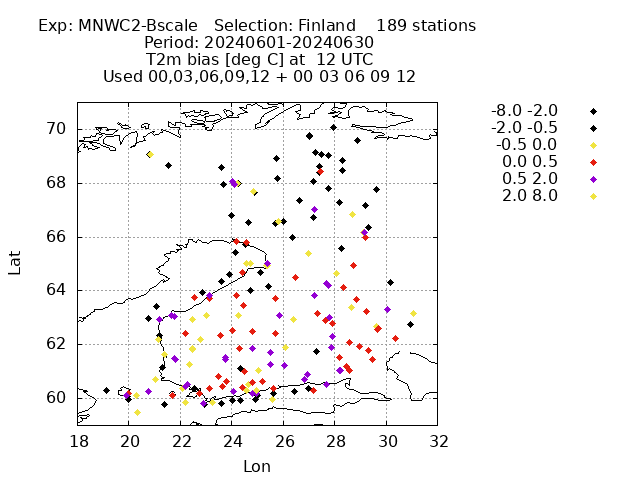 Exp: MNWC2-Bscale   Selection: Finland    189 stations
Period: 20240601-20240630
T2m bias [deg C] at  12 UTC
Used 00,03,06,09,12 + 00 03 06 09 12
-8.0 -2.0
-2.0 -0.5
-0.5 0.0
0.0 0.5
0.5 2.0
2.0 8.0
70
68
66
64
62
60
Lat
18 20 22 24 26 28 30 32
Lon